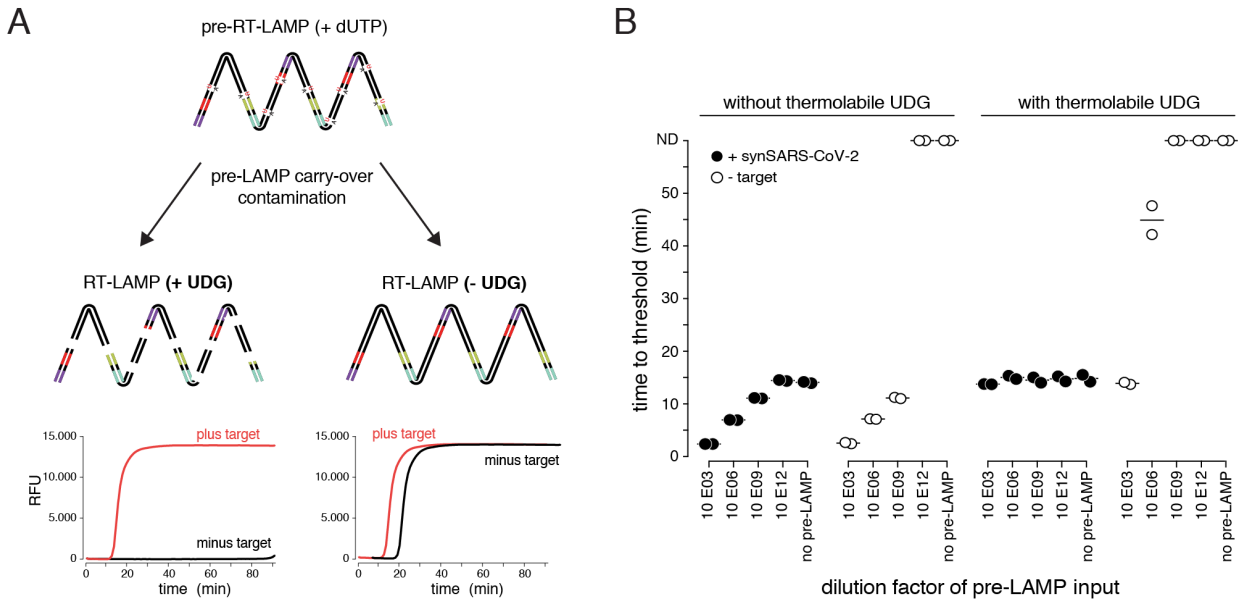 A
pre-RT-LAMP (+ dUTP)
pre-LAMP carry-over
contamination
RT-LAMP (+ UDG)
RT-LAMP (- UDG)
15.000
10.000
5.000
0
RFU
plus target
minus target
0
20
40
60
80
time (min)
15.000
10.000
5.000
0
plus target
minus target
0
20
40
60
80
time (min)
B
without thermolabile UDG
with thermolabile UDG
ND
50
40
30
20
10
0
time to threshold (min)
+ synSARS-CoV-2
- target
10 E03
10 E06
10 E09
10 E12
no pre-LAMP
10 E03
10 E06
10 E09
10 E12
no pre-LAMP
10 E03
10 E06
10 E09
10 E12
no pre-LAMP
10 E03
10 E06
10 E09
10 E12
no pre-LAMP
dilution factor of pre-LAMP input